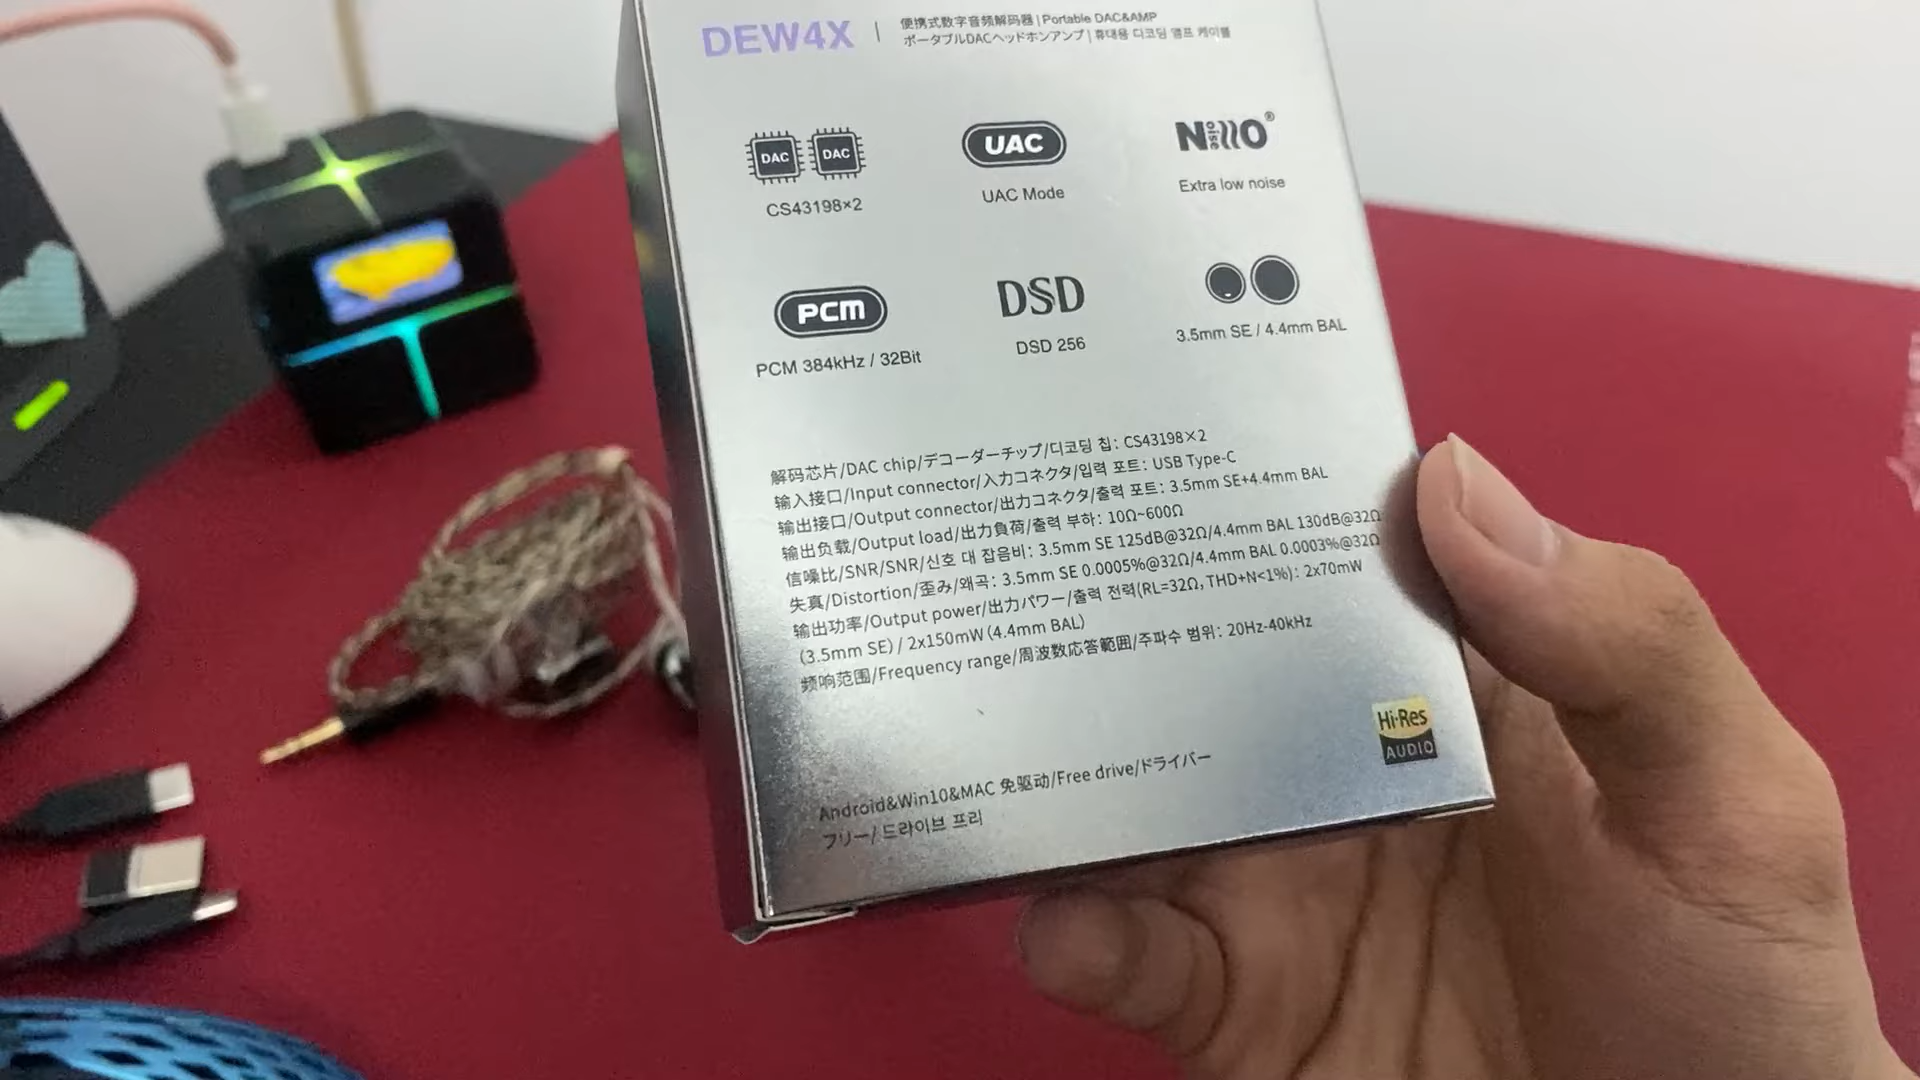 DEW4X | 便携式数字音频解码器 | Portable DAC&AMP
ポータブルDACヘッドホンアンプ | 휴대용 디코딩 앰프 케이블
DAC DAC
CS43198×2
UAC
UAC Mode
Noise llO®
Extra low noise
PCM
PCM 384kHz / 32Bit
DSD
DSD 256
3.5mm SE / 4.4mm BAL
解码芯片/DAC chip/デコーダーチップ/디코딩 칩: CS43198×2
输入接口/Input connector/入力コネクタ/입력 포트: USB Type-C
输出接口/Output connector/出力コネクタ/출력 포트: 3.5mm SE+4.4mm BAL
输出负载/Output load/出力負荷/출력 부하: 10Ω~600Ω
信噪比/SNR/SNR/신호 대 잡음비: 3.5mm SE 125dB@32Ω/4.4mm BAL 130dB@32Ω
失真/Distortion/歪み/왜곡: 3.5mm SE 0.0005%@32Ω/4.4mm BAL 0.0003%@32Ω
输出功率/Output power/出力パワー/출력 전력(RL=32Ω, THD+N<1%): 2x70mW
(3.5mm SE) / 2x150mW (4.4mm BAL)
频响范围/Frequency range/周波数応答範囲/주파수 범위: 20Hz-40kHz
Hi-Res
AUDIO
Android&Win10&MAC 免驱动/Free drive/ドライバー
フリー/ 드라이브 프리